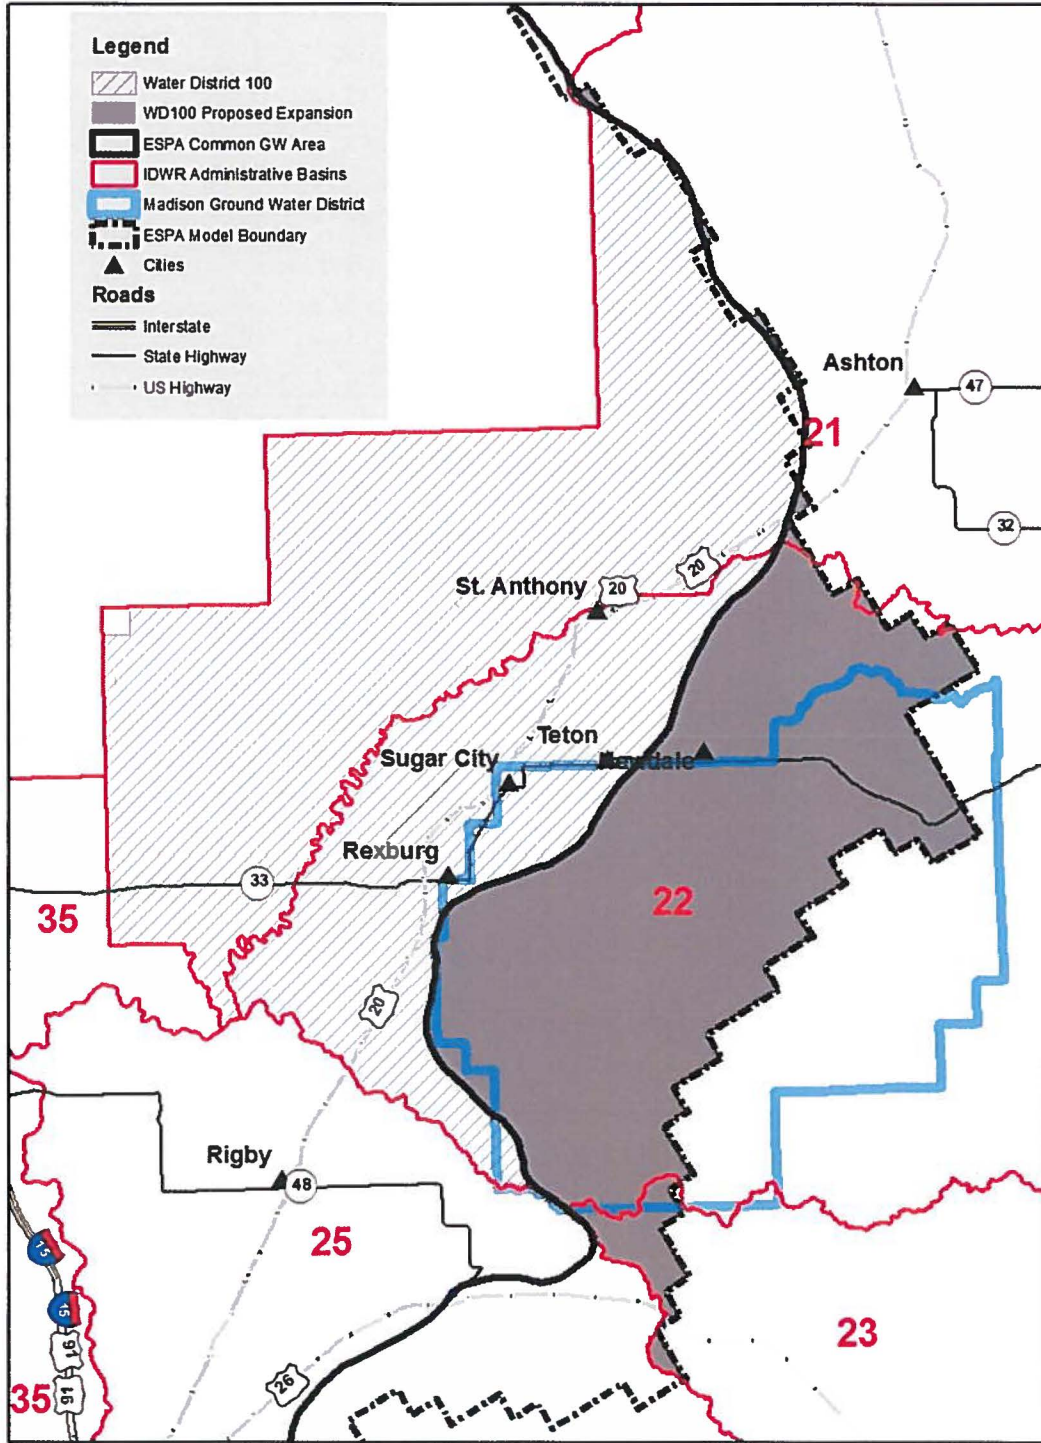 Legend
Water District 100
WD100 Proposed Expansion
ESPA Common GW Area
IDWR Administrative Basins
Madison Ground Water District
ESPA Model Boundary
Cities
Roads
Interstate
State Highway
US Highway
Ashton
47
21
32
20
St. Anthony
20
Teton
Sugar City
Newdale
Rexburg
33
35
22
20
Rigby
48
25
15
15
91
91
35
26
23